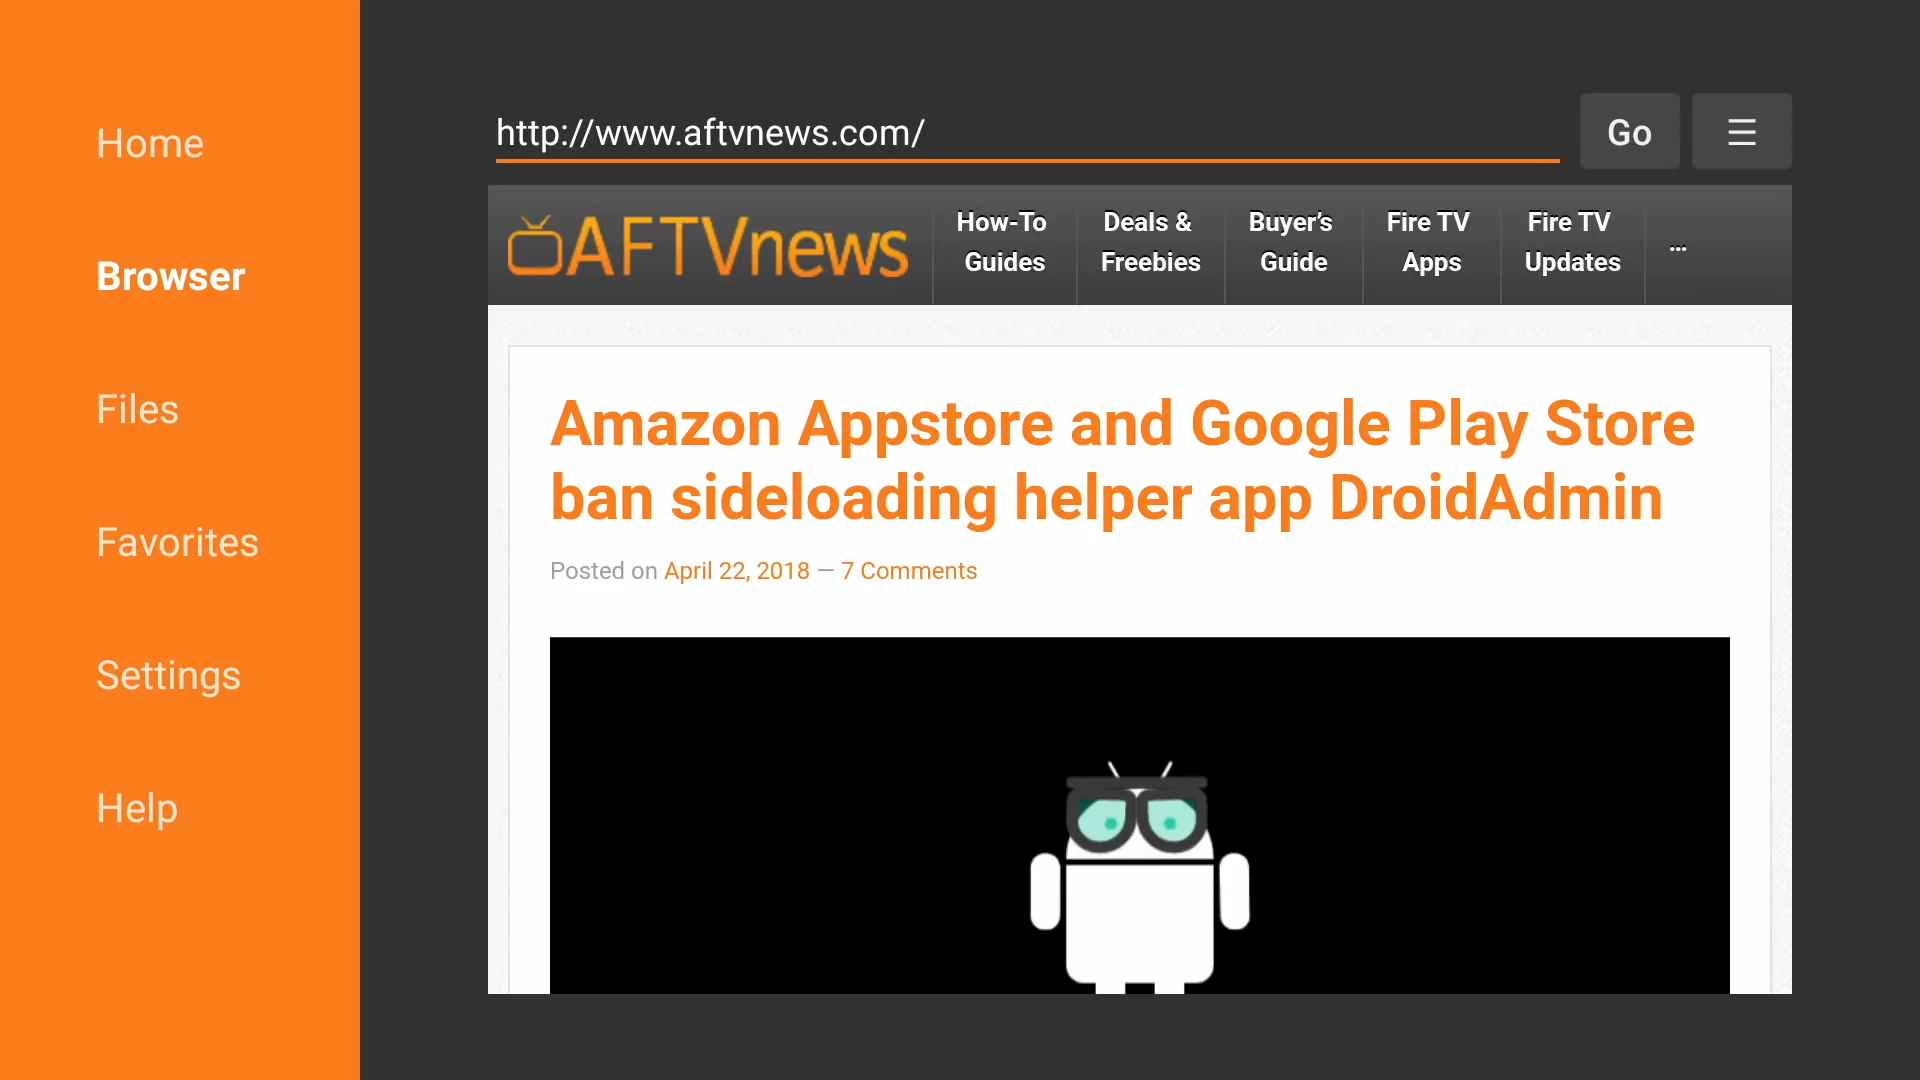 Home
Browser
Files
Favorites
Settings
Help
http://www.aftvnews.com/
Go
AFTVnews
How-To
Guides
Deals &
Freebies
Buyer’s
Guide
Fire TV
Apps
Fire TV
Updates
...
Amazon Appstore and Google Play Store
ban sideloading helper app DroidAdmin
Posted on April 22, 2018 — 7 Comments